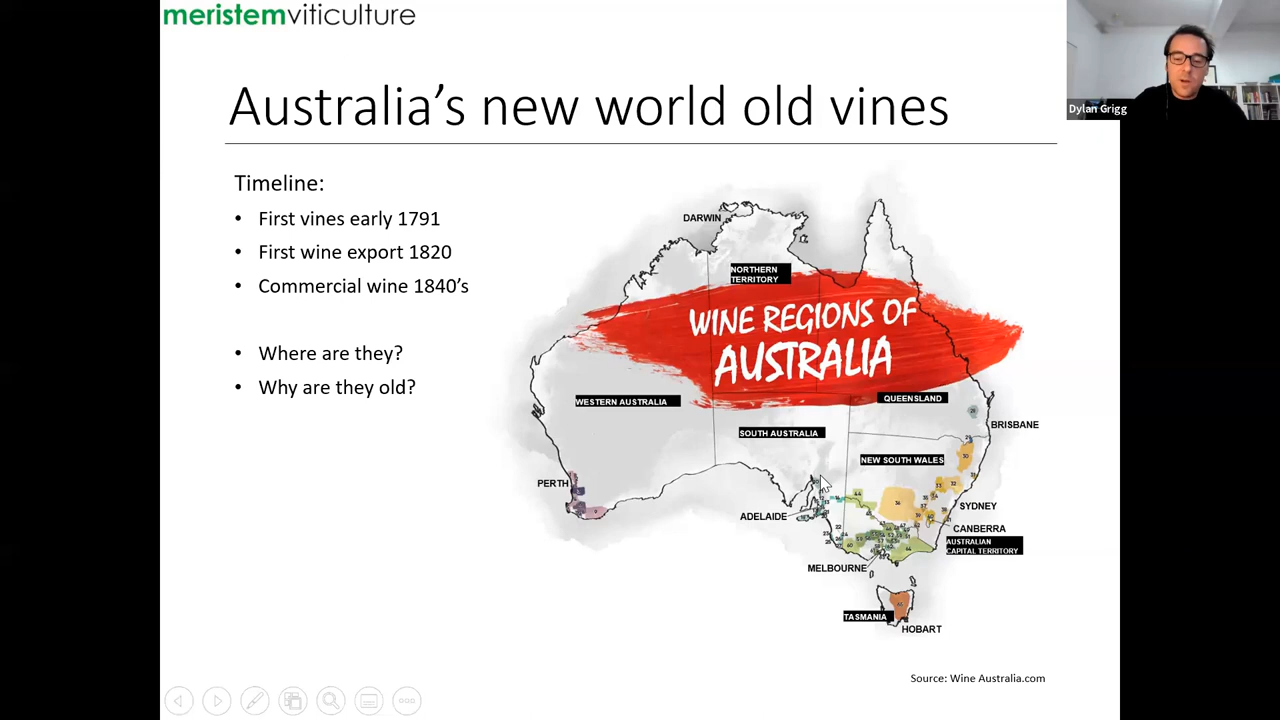 meristemviticulture
Dylan Grigg
Australia's new world old vines
Timeline:
• First vines early 1791
• First wine export 1820
• Commercial wine 1840's
• Where are they?
• Why are they old?
DARWIN
NORTHERN
TERRITORY
WINE REGIONS OF
AUSTRALIA
WESTERN AUSTRALIA
QUEENSLAND
BRISBANE
SOUTH AUSTRALIA
NEW SOUTH WALES
PERTH
SYDNEY
ADELAIDE
CANBERRA
AUSTRALIAN
CAPITAL TERRITORY
MELBOURNE
TASMANIA
HOBART
Source: Wine Australia.com